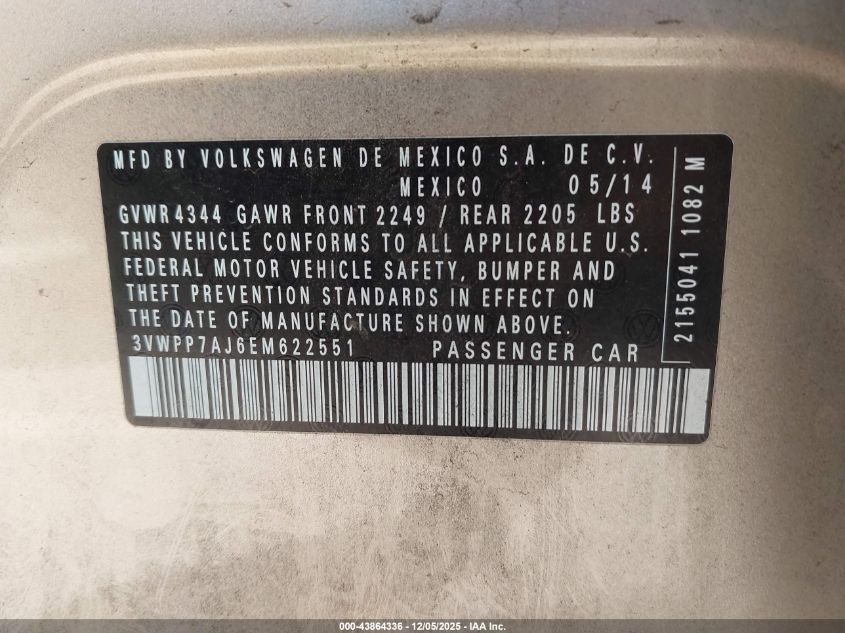 MFD BY VOLKSWAGEN DE MEXICO S.A. DE C.V.
MEXICO 05/14
GVWR 4344 GAWR FRONT 2249 / REAR 2205 LBS
THIS VEHICLE CONFORMS TO ALL APPLICABLE U.S.
FEDERAL MOTOR VEHICLE SAFETY, BUMPER AND
THEFT PREVENTION STANDARDS IN EFFECT ON
THE DATE OF MANUFACTURE SHOWN ABOVE.
3VWPP7AJ6EM622551 PASSENGER CAR
2155041 1082 M
000-43864336 - 12/05/2025 - IAA Inc.